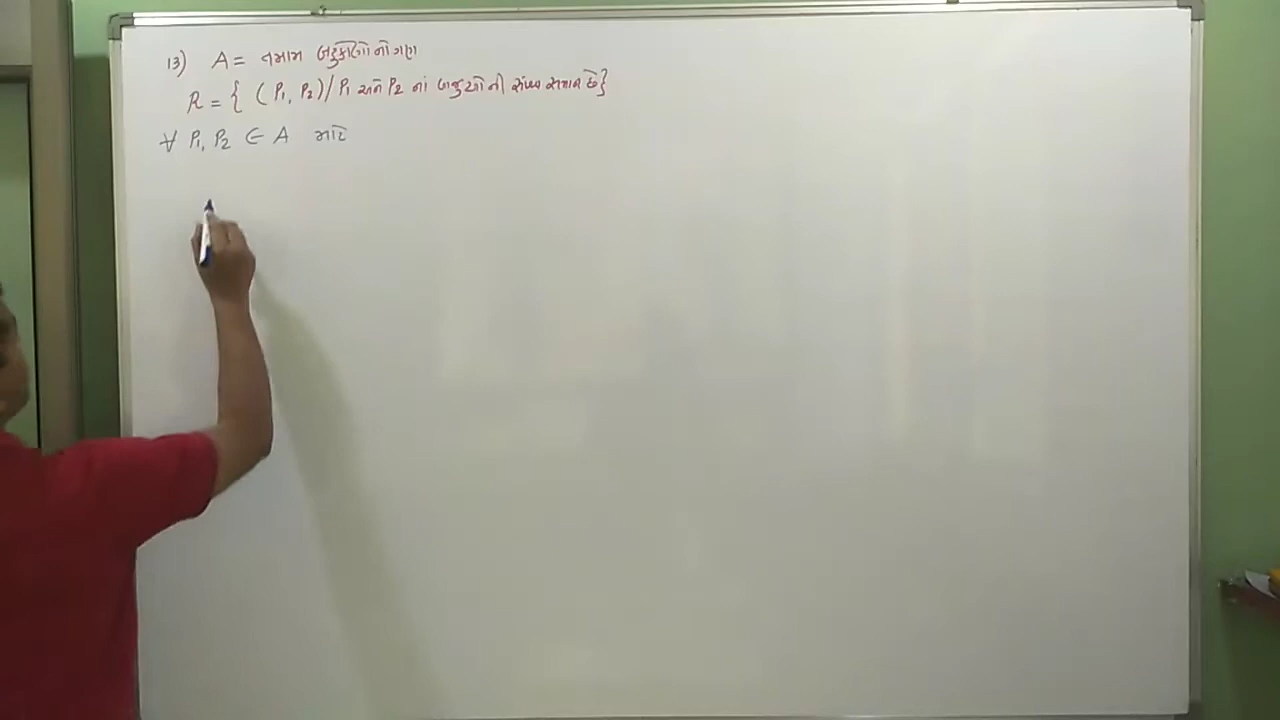 13) A = તમામ બહુકોણોનો ગણ
R = { (P₁, P₂) / P₁ અને P₂ નાં બાજુઓની સંખ્યા સમાન છે }
∀ P₁, P₂ ∈ A માટે